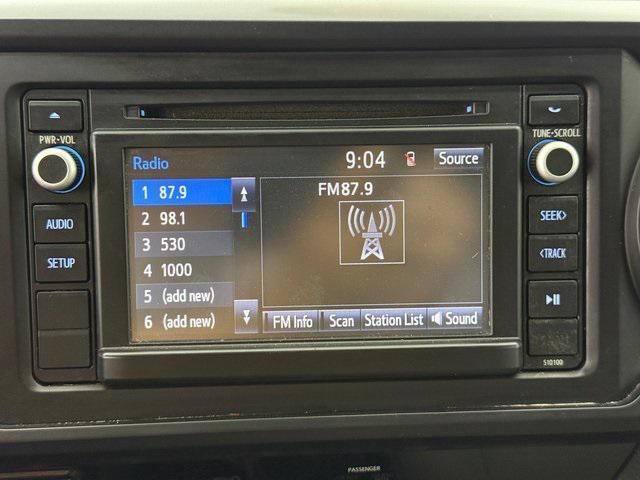 PWR•VOL
AUDIO
SETUP
Radio
9:04
Source
1 87.9
2 98.1
3 530
4 1000
5 (add new)
6 (add new)
FM87.9
FM Info
Scan
Station List
Sound
TUNE•SCROLL
SEEK>
<TRACK
510100
PASSENGER